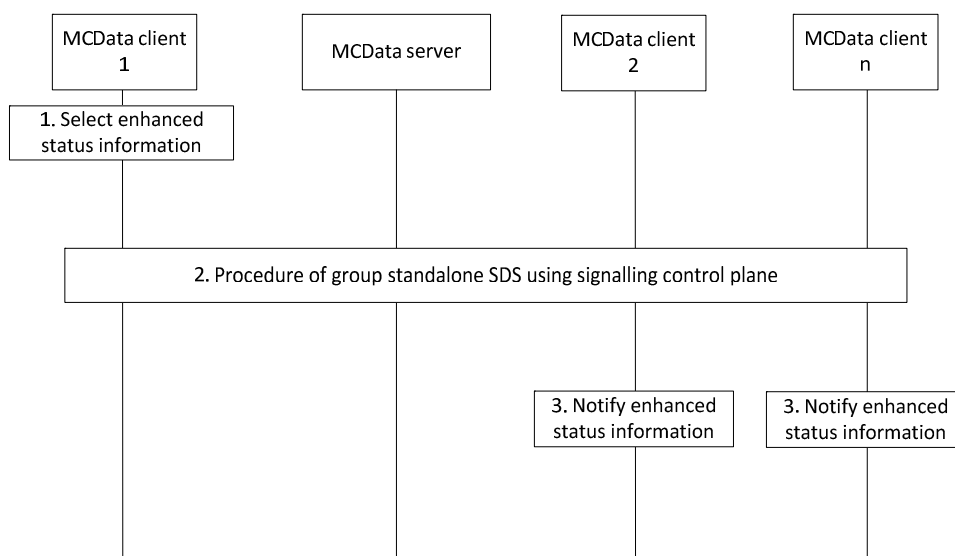 MCData client
1
MCData server
MCData client
2
MCData client
n
1. Select enhanced
status information
2. Procedure of group standalone SDS using signalling control plane
3. Notify enhanced
status information
3. Notify enhanced
status information